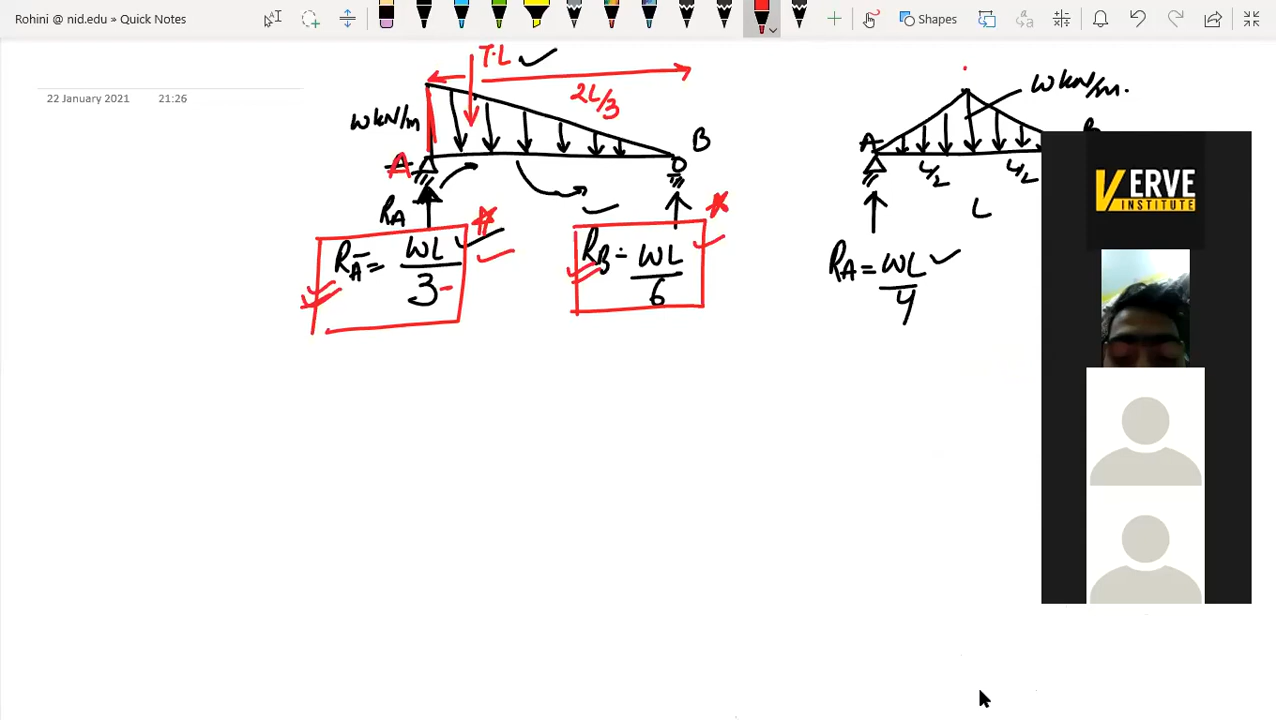 Rohini @ nid.edu » Quick Notes
Shapes
22 January 2021 21:26
T.L
2L/3
w kN/m
A
B
RA
RA = wL/3
RB = wL/6
w kN/m.
A
L/2 L/2
L
RA = wL/4
VERVE
INSTITUTE